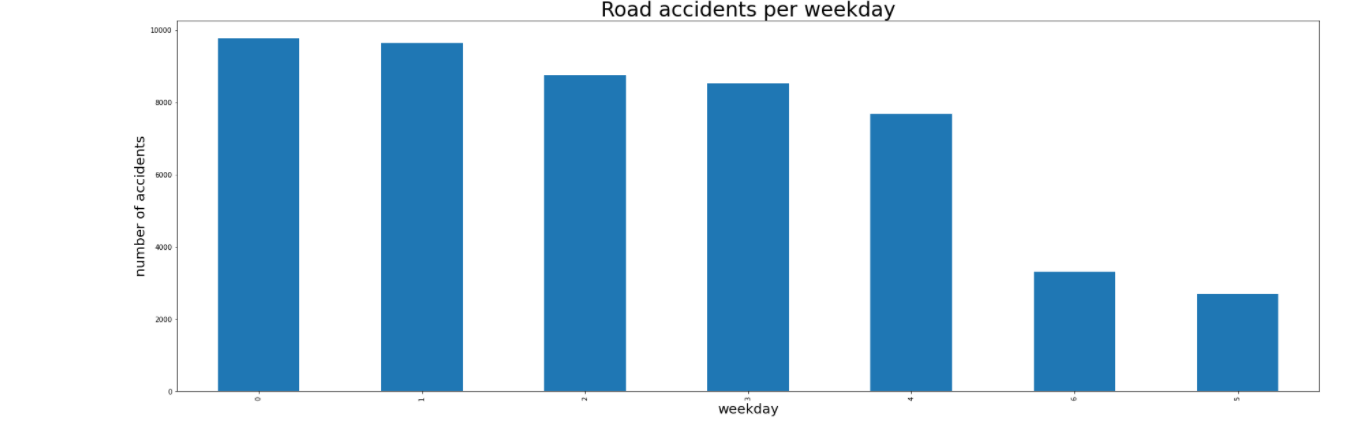 Road accidents per weekday
number of accidents
10000
8000
6000
4000
2000
0
0 1 2 3 4 6 5
weekday